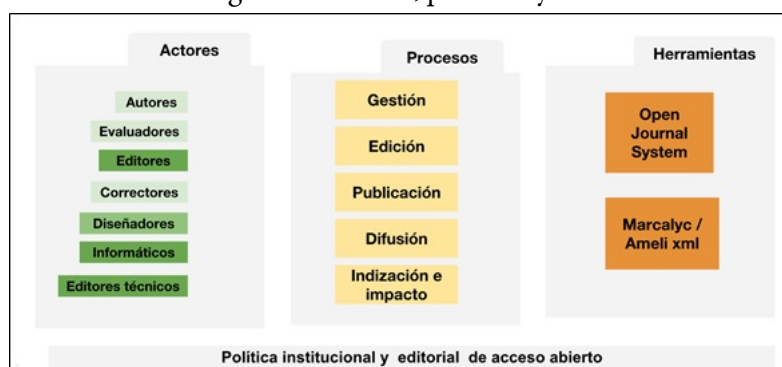 Actores
Autores
Evaluadores
Editores
Correctores
Diseñadores
Informáticos
Editores técnicos
Procesos
Gestión
Edición
Publicación
Difusión
Indización e
impacto
Herramientas
Open
Journal
System
Marcalyc /
Ameli xml
Política institucional y editorial de acceso abierto